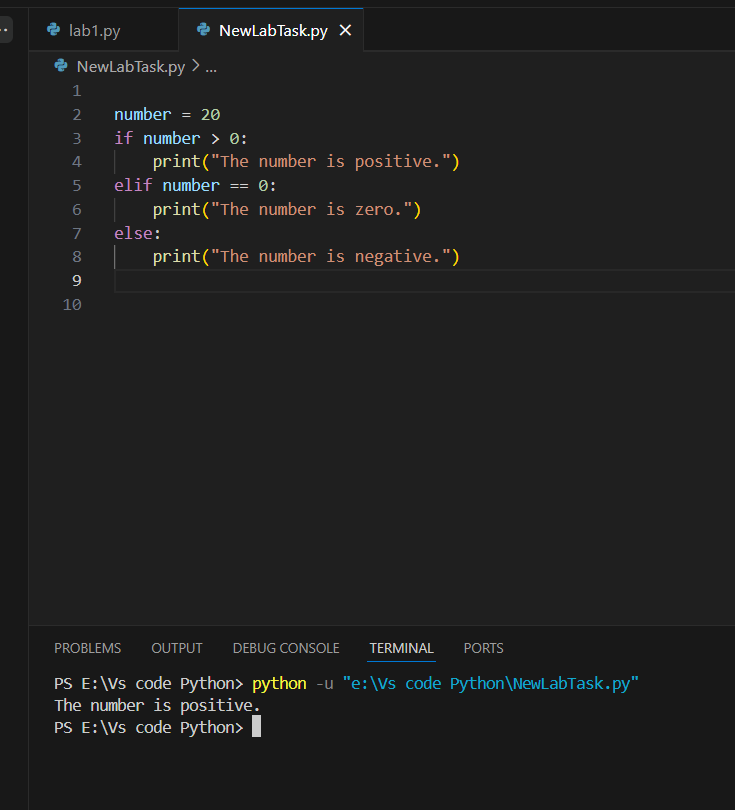 lab1.py NewLabTask.py ×
NewLabTask.py > ...
1
2 number = 20
3 if number > 0:
4     print("The number is positive.")
5 elif number == 0:
6     print("The number is zero.")
7 else:
8     print("The number is negative.")
9
10
PROBLEMS OUTPUT DEBUG CONSOLE TERMINAL PORTS
PS E:\Vs code Python> python -u "e:\Vs code Python\NewLabTask.py"
The number is positive.
PS E:\Vs code Python>